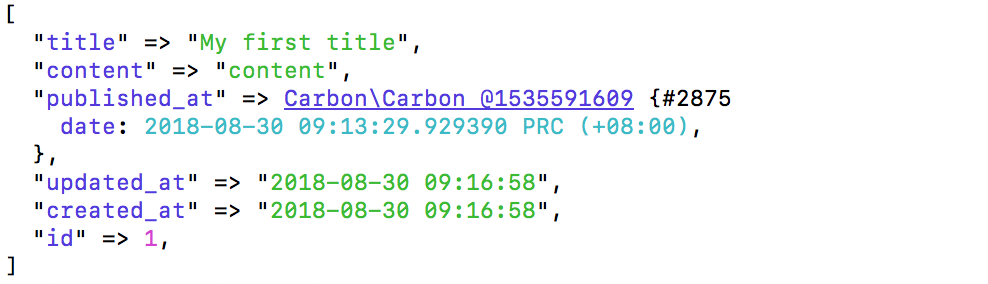 [
  "title" => "My first title",
  "content" => "content",
  "published_at" => Carbon\Carbon @1535591609 {#2875
    date: 2018-08-30 09:13:29.929390 PRC (+08:00),
  },
  "updated_at" => "2018-08-30 09:16:58",
  "created_at" => "2018-08-30 09:16:58",
  "id" => 1,
]